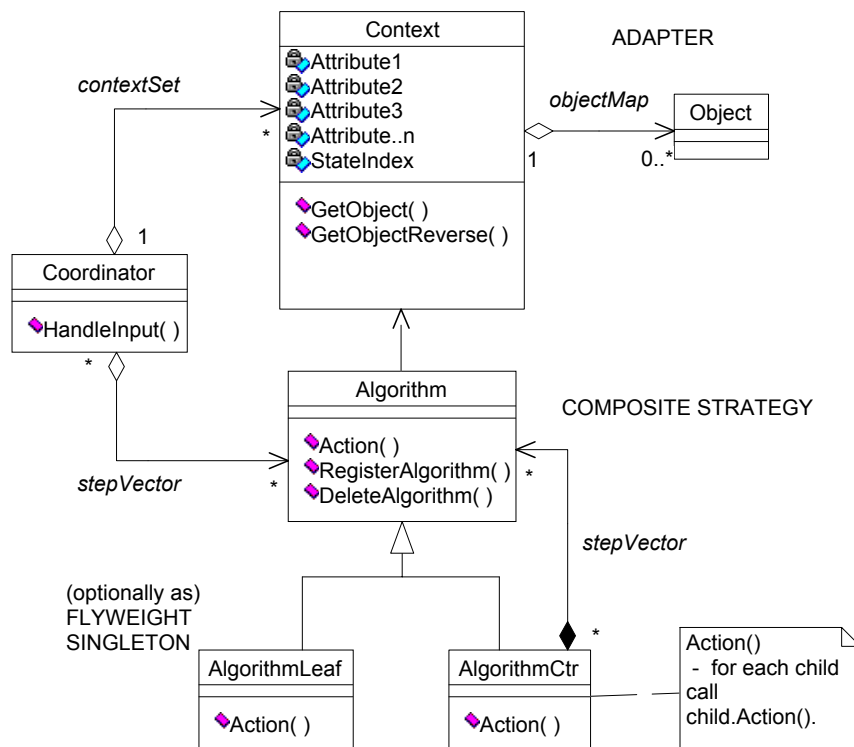 Context
ADAPTER
Attribute1
Attribute2
Attribute3
Attribute..n
StateIndex
contextSet
*
objectMap
Object
1
0..*
GetObject( )
GetObjectReverse( )
1
Coordinator
HandleInput( )
*
Algorithm
COMPOSITE STRATEGY
Action( )
RegisterAlgorithm( )
DeleteAlgorithm( )
stepVector
*
*
stepVector
(optionally as)
FLYWEIGHT
SINGLETON
*
AlgorithmLeaf
Action( )
AlgorithmCtr
Action( )
Action()
- for each child
call
child.Action().